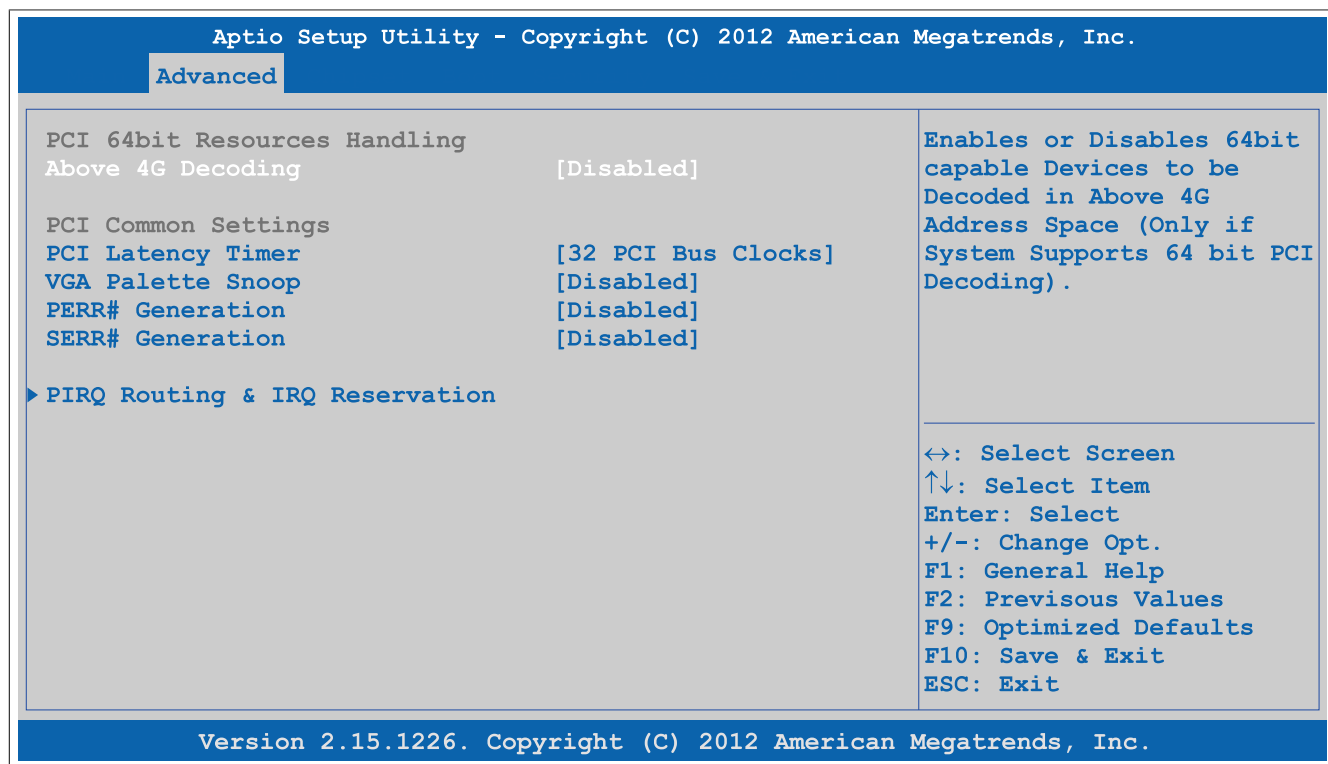 Aptio Setup Utility - Copyright (C) 2012 American Megatrends, Inc.
Advanced
PCI 64bit Resources Handling
Above 4G Decoding [Disabled]
PCI Common Settings
PCI Latency Timer [32 PCI Bus Clocks]
VGA Palette Snoop [Disabled]
PERR# Generation [Disabled]
SERR# Generation [Disabled]
PIRQ Routing & IRQ Reservation
Enables or Disables 64bit
capable Devices to be
Decoded in Above 4G
Address Space (Only if
System Supports 64 bit PCI
Decoding).
↔: Select Screen
↑↓: Select Item
Enter: Select
+/-: Change Opt.
F1: General Help
F2: Previsous Values
F9: Optimized Defaults
F10: Save & Exit
ESC: Exit
Version 2.15.1226. Copyright (C) 2012 American Megatrends, Inc.